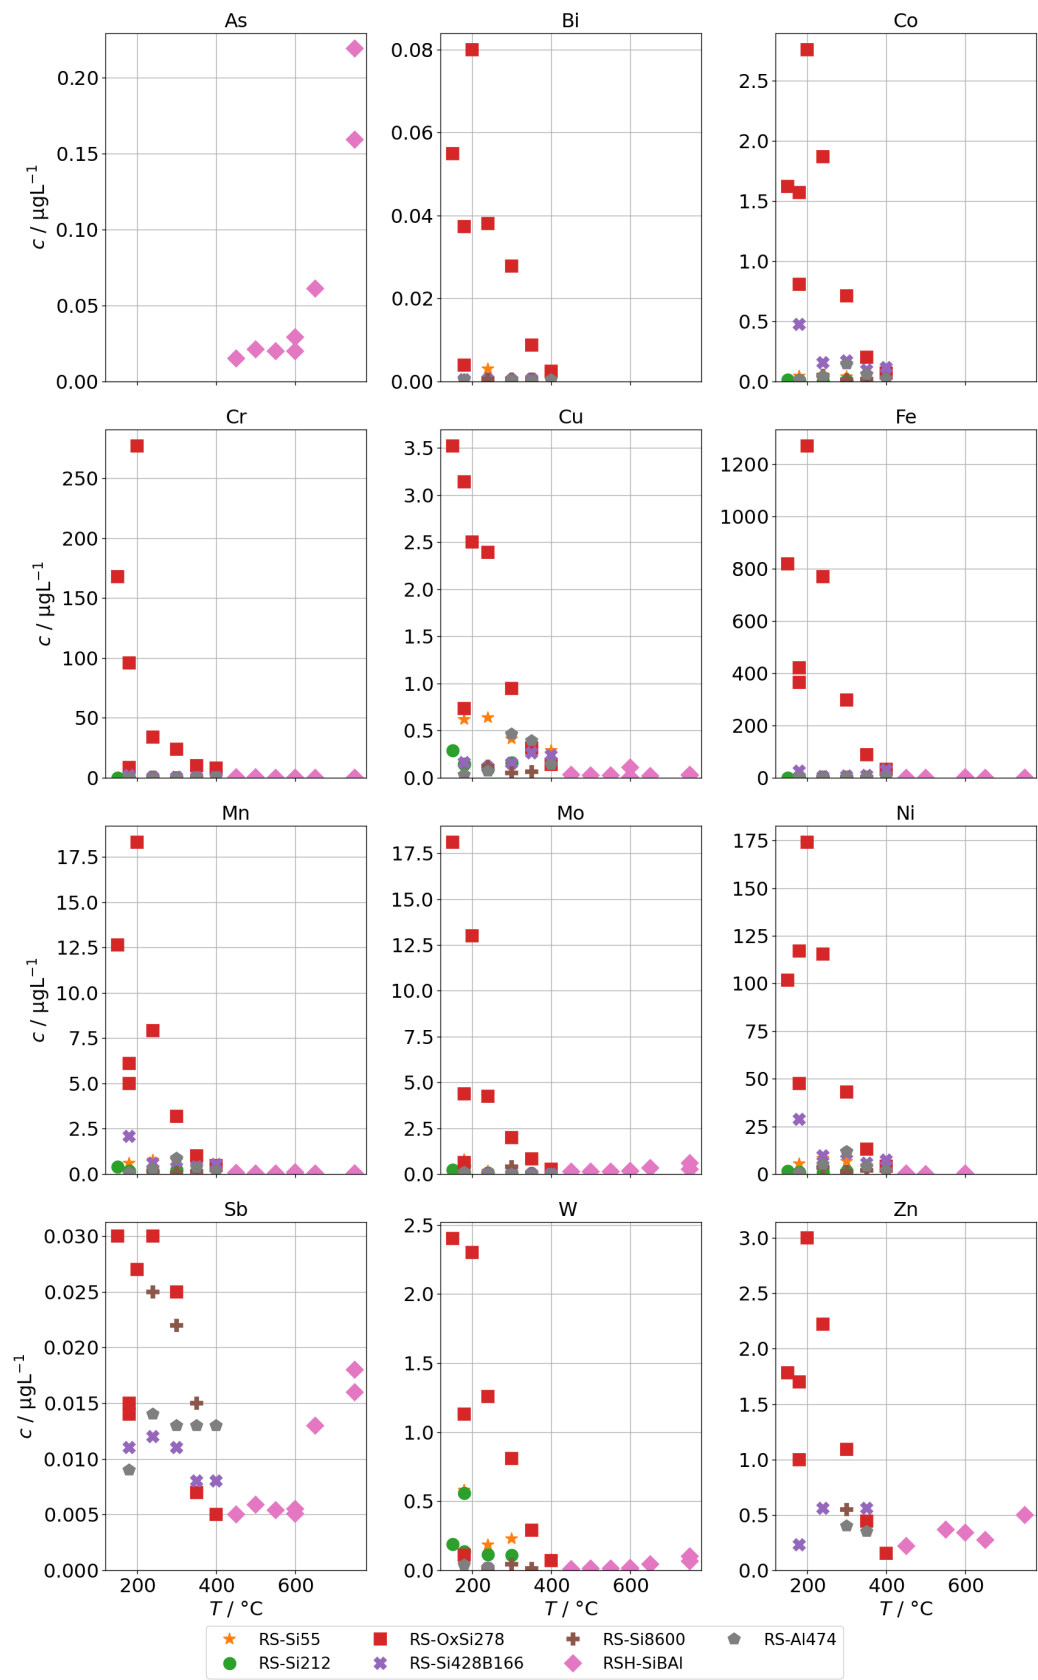 As Bi Co
0.20 0.15 0.10 0.05 0.00
c / µgL⁻¹
0.08 0.06 0.04 0.02 0.00
2.5 2.0 1.5 1.0 0.5 0.0
Cr Cu Fe
250 200 150 100 50 0
c / µgL⁻¹
3.5 3.0 2.5 2.0 1.5 1.0 0.5 0.0
1200 1000 800 600 400 200 0
Mn Mo Ni
17.5 15.0 12.5 10.0 7.5 5.0 2.5 0.0
c / µgL⁻¹
17.5 15.0 12.5 10.0 7.5 5.0 2.5 0.0
175 150 125 100 75 50 25 0
Sb W Zn
0.030 0.025 0.020 0.015 0.010 0.005 0.000
c / µgL⁻¹
2.5 2.0 1.5 1.0 0.5 0.0
3.0 2.5 2.0 1.5 1.0 0.5 0.0
200 400 600 200 400 600 200 400 600
T / °C T / °C T / °C
RS-Si55 RS-OxSi278 RS-Si8600 RS-Al474
RS-Si212 RS-Si428B166 RSH-SiBAl